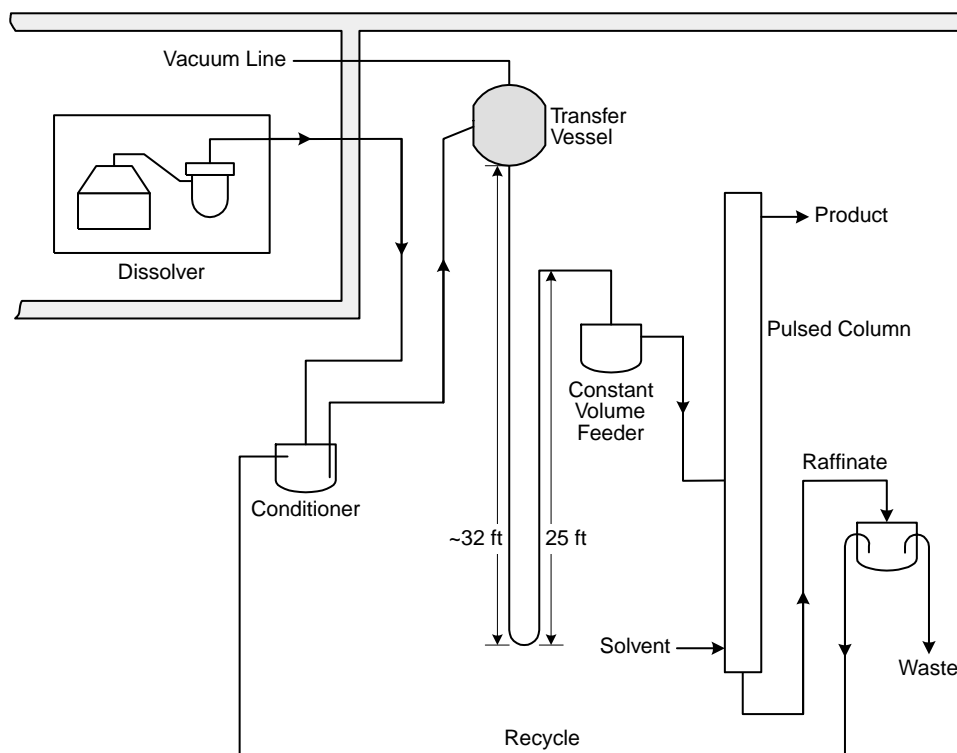 Vacuum Line
Transfer
Vessel
Dissolver
Product
Pulsed Column
Constant
Volume
Feeder
Conditioner
~32 ft
25 ft
Raffinate
Solvent
Waste
Recycle